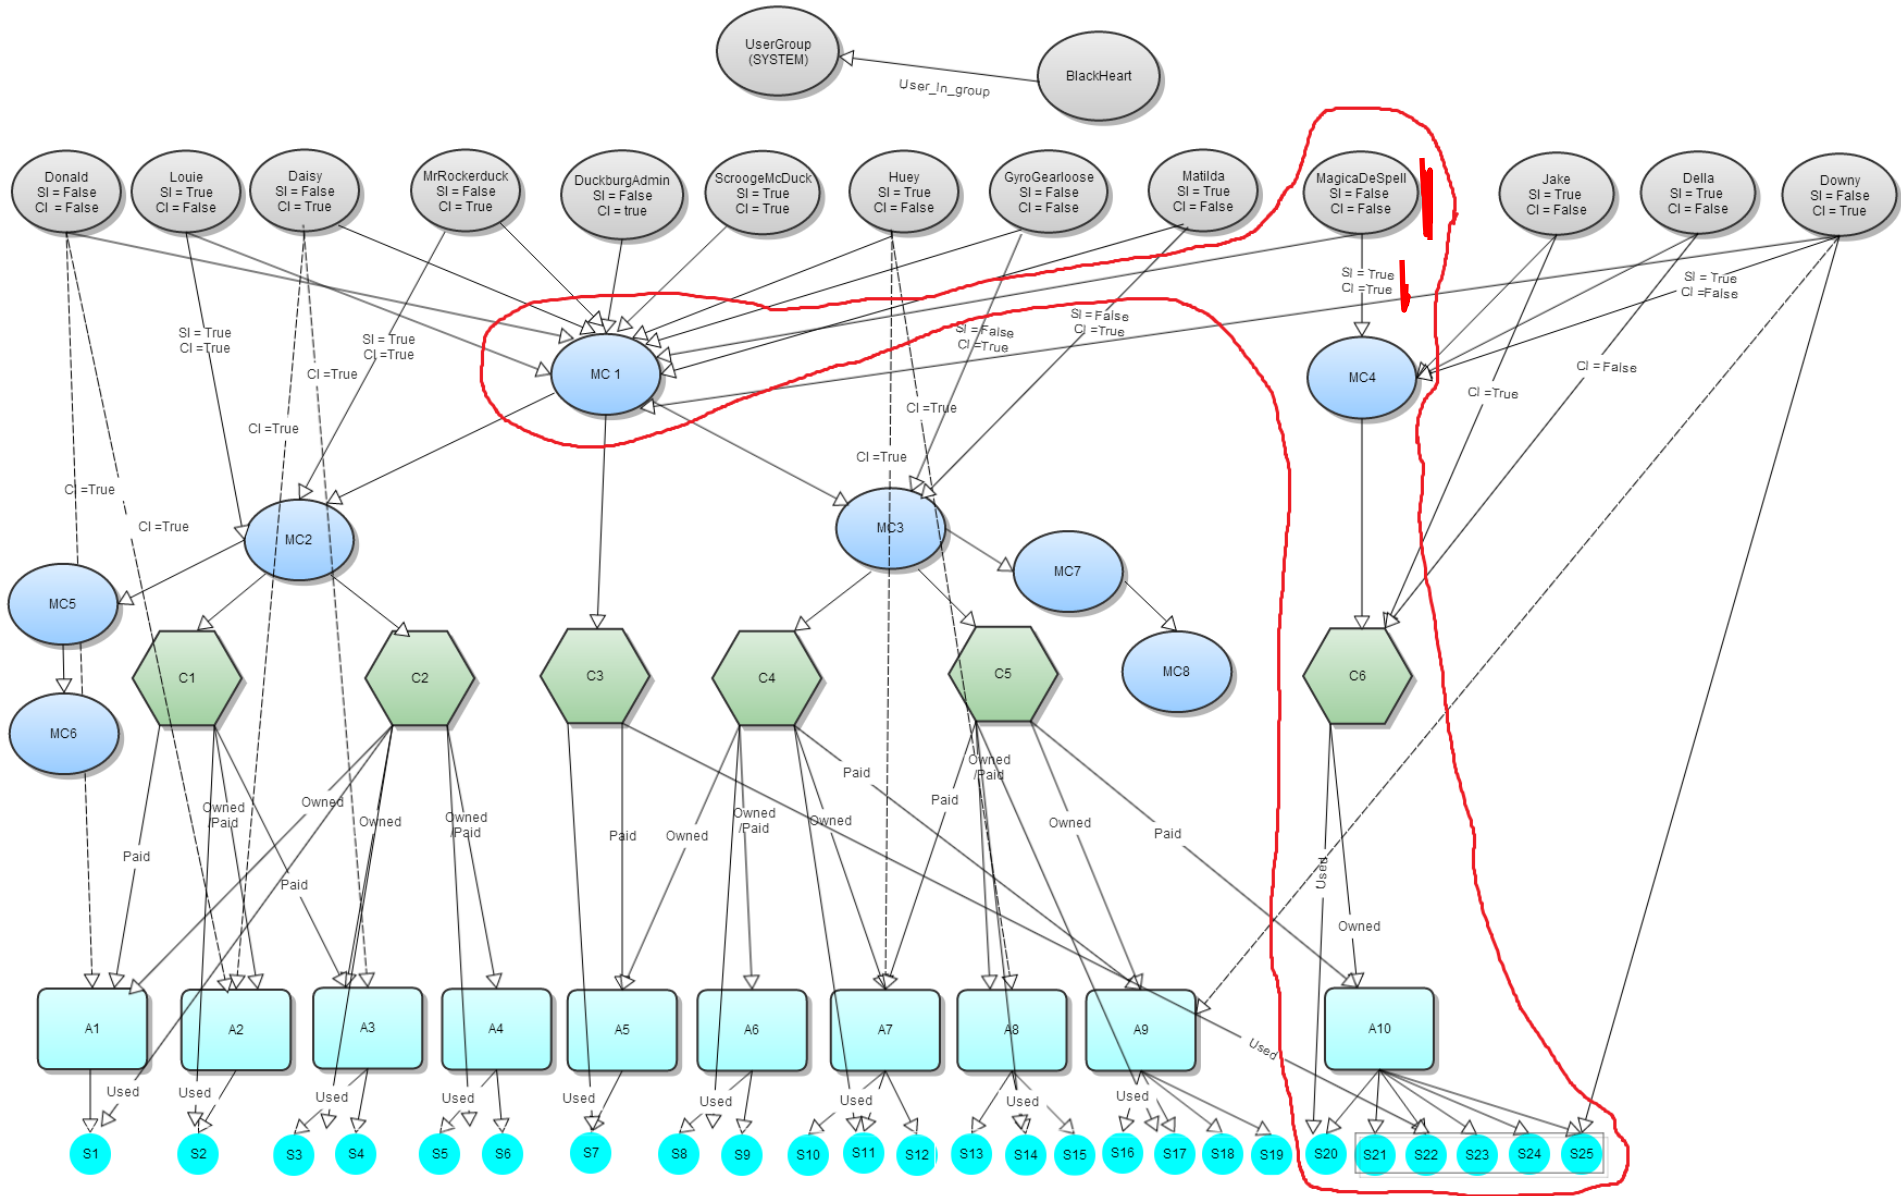 UserGroup
(SYSTEM)
BlackHeart
User_In_group
Donald
SI = False
CI = False
Louie
SI = True
CI = False
Daisy
SI = False
CI = True
MrRockerduck
SI = False
CI = True
DuckburgAdmin
SI = False
CI = true
ScroogeMcDuck
SI = True
CI = True
Huey
SI = True
CI = False
GyroGearloose
SI = False
CI = False
Matilda
SI = True
CI = False
MagicaDeSpell
SI = False
CI = False
Jake
SI = True
CI = False
Della
SI = True
CI = False
Downy
SI = False
CI = True
SI = True
CI =True
SI = True
CI =False
SI = True
CI =True
SI = True
CI =True
SI =False
CI =True
SI =False
CI =True
CI =True
MC 1
MC4
CI =False
CI =True
CI =True
CI =True
CI =True
CI =True
CI =True
MC2
MC3
MC7
MC5
MC8
MC6
C1
C2
C3
C4
C5
C6
Owned
/Paid
Paid
Owned
Owned
/Paid
Owned
Owned
/Paid
Paid
Paid
Owned
Owned
/Paid
Owned
Owned
Paid
Paid
Paid
Used
Owned
A1
A2
A3
A4
A5
A6
A7
A8
A9
A10
Used
Used
Used
Used
Used
Used
Used
Used
Used
Used
S1
S2
S3
S4
S5
S6
S7
S8
S9
S10
S11
S12
S13
S14
S15
S16
S17
S18
S19
S20
S21
S22
S23
S24
S25